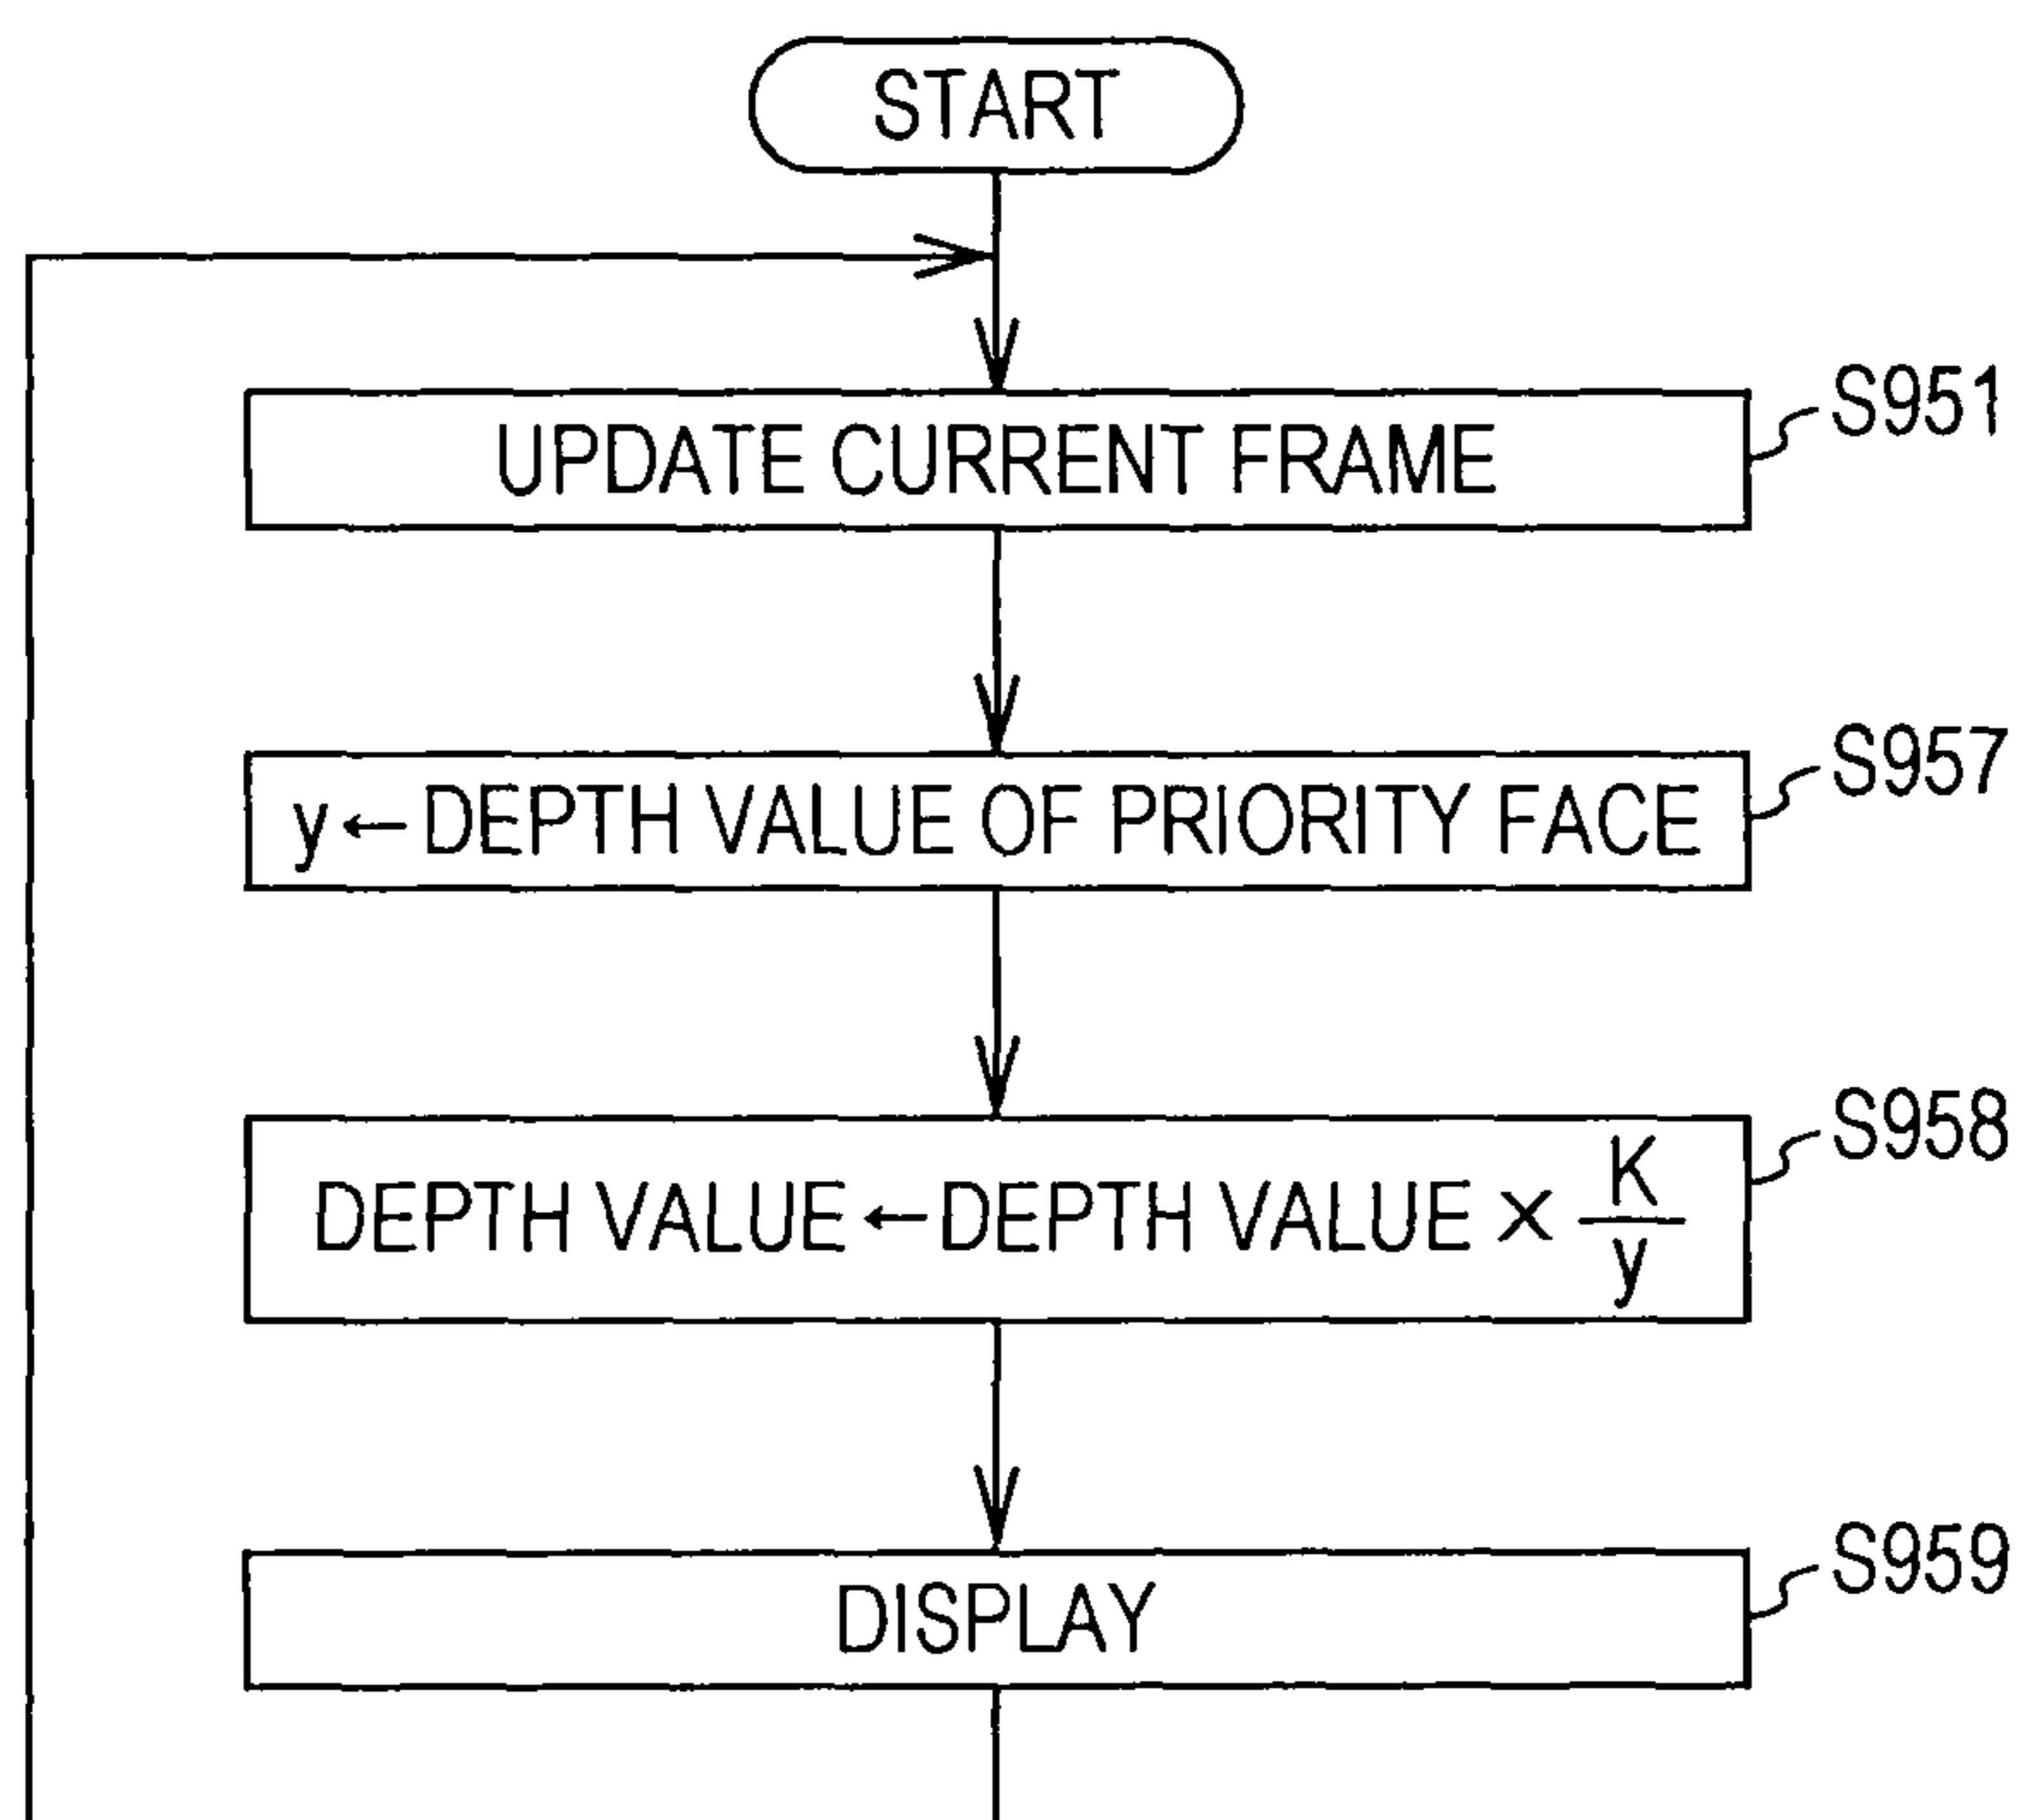 START
UPDATE CURRENT FRAME
S951
y←DEPTH VALUE OF PRIORITY FACE
S957
DEPTH VALUE←DEPTH VALUE × K/y
S958
DISPLAY
S959